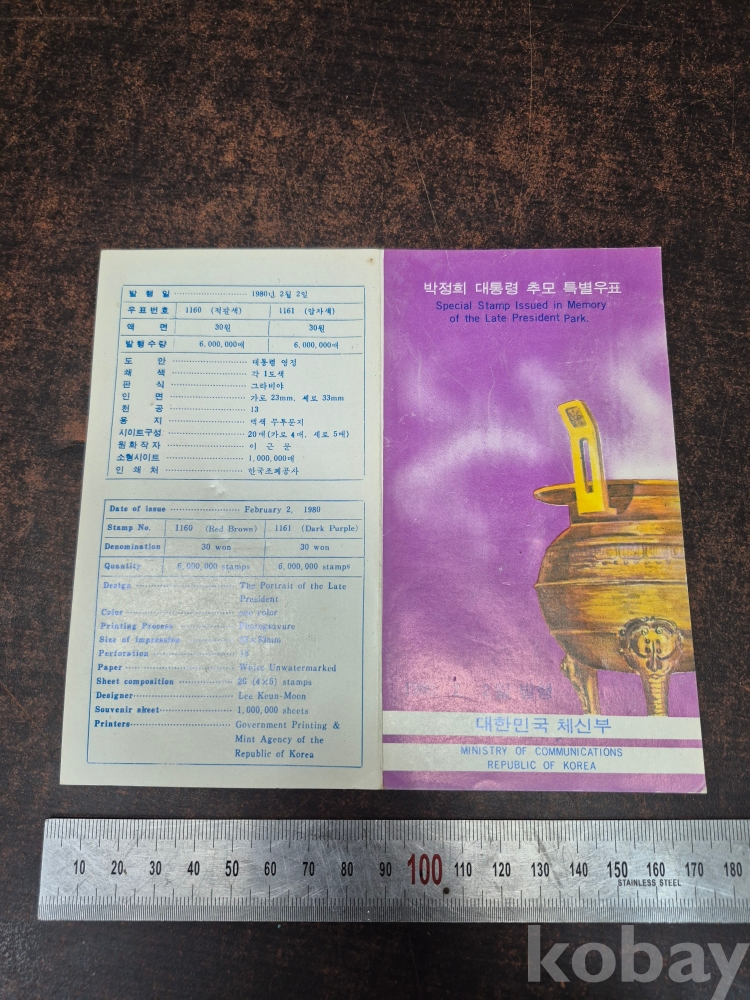 발 행 일 ························ 1980년 2월 2일
우표번호 1160 (적갈색) 1161 (암자색)
액 면 30원 30원
발행수량 6,000,000매 6,000,000매
도 안 ························ 대통령 영정
쇄 색 ························ 각 1도색
판 식 ························ 그라비아
인 면 ························ 가로 23mm, 세로 33mm
천 공 ························ 13
용 지 ························ 백색 무투문지
시이트구성 ························ 20매(가로 4매, 세로 5매)
원화작자 ························ 이 근 문
소형시이트 ························ 1,000,000매
인 쇄 처 ························ 한국조폐공사
Date of issue ························ February 2, 1980
Stamp No. 1160 (Red Brown) 1161 (Dark Purple)
Denomination 30 won 30 won
Quantity 6,000,000 stamps 6,000,000 stamps
Design ························ The Portrait of the Late
President
Color ························ one color
Printing Process ························ Photogravure
Size of impression ························ 23×33mm
Perforation ························ 13
Paper ························ White Unwatermarked
Sheet composition ························ 20 (4×5) stamps
Designer ························ Lee Keun-Moon
Souvenir sheet ························ 1,000,000 sheets
Printers ························ Government Printing &
Mint Agency of the
Republic of Korea
박정희 대통령 추모 특별우표
Special Stamp Issued in Memory
of the Late President Park.
대한민국 체신부
MINISTRY OF COMMUNICATIONS
REPUBLIC OF KOREA
10 20 30 40 50 60 70 80 90 100 110 120 130 140 150 160 170 180
STAINLESS STEEL
kobay